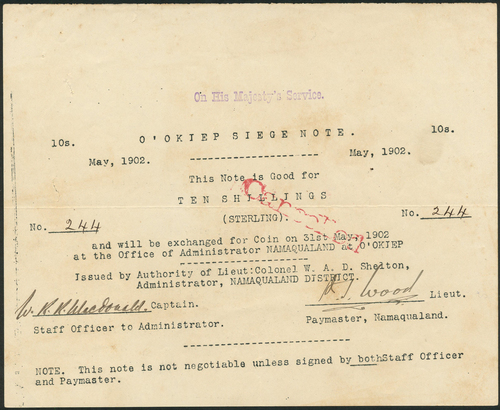 On His Majesty's Service.
10s. O'OKIEP SIEGE NOTE. 10s.
May, 1902. May, 1902.
This Note is Good for
TEN SHILLINGS
(STERLING)
Cancelled
No. 244 No. 244
and will be exchanged for Coin on 31st May, 1902
at the Office of Administrator NAMAQUALAND at O'OKIEP
Issued by Authority of Lieut:Colonel W. A. D. Shelton,
Administrator, NAMAQUALAND DISTRICT.
W. R. K. Macdonald. Captain. Wood Lieut.
Staff Officer to Administrator. Paymaster, Namaqualand.
NOTE. This note is not negotiable unless signed by bothStaff Officer
and Paymaster.